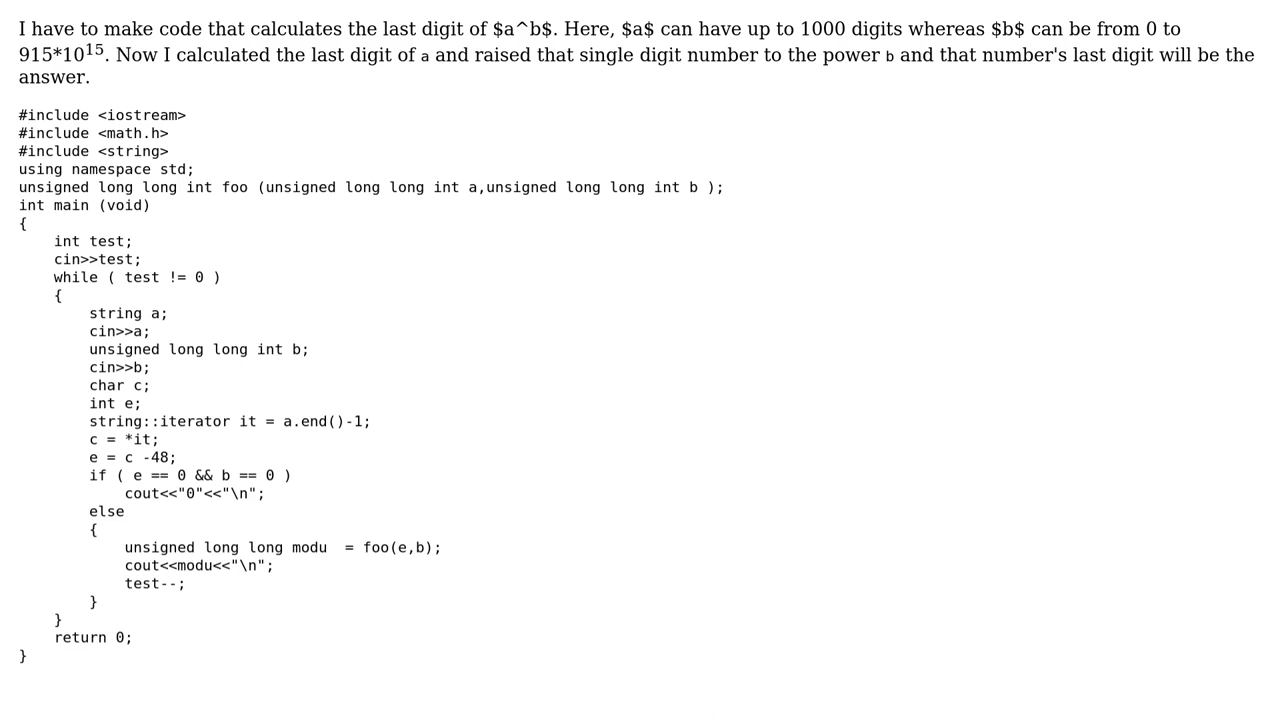 I have to make code that calculates the last digit of $a^b$. Here, $a$ can have up to 1000 digits whereas $b$ can be from 0 to
915*10^15. Now I calculated the last digit of a and raised that single digit number to the power b and that number's last digit will be the
answer.
#include <iostream>
#include <math.h>
#include <string>
using namespace std;
unsigned long long int foo (unsigned long long int a,unsigned long long int b );
int main (void)
{
    int test;
    cin>>test;
    while ( test != 0 )
    {
        string a;
        cin>>a;
        unsigned long long int b;
        cin>>b;
        char c;
        int e;
        string::iterator it = a.end()-1;
        c = *it;
        e = c -48;
        if ( e == 0 && b == 0 )
            cout<<"0"<<"\n";
        else
        {
            unsigned long long modu  = foo(e,b);
            cout<<modu<<"\n";
            test--;
        }
    }
    return 0;
}